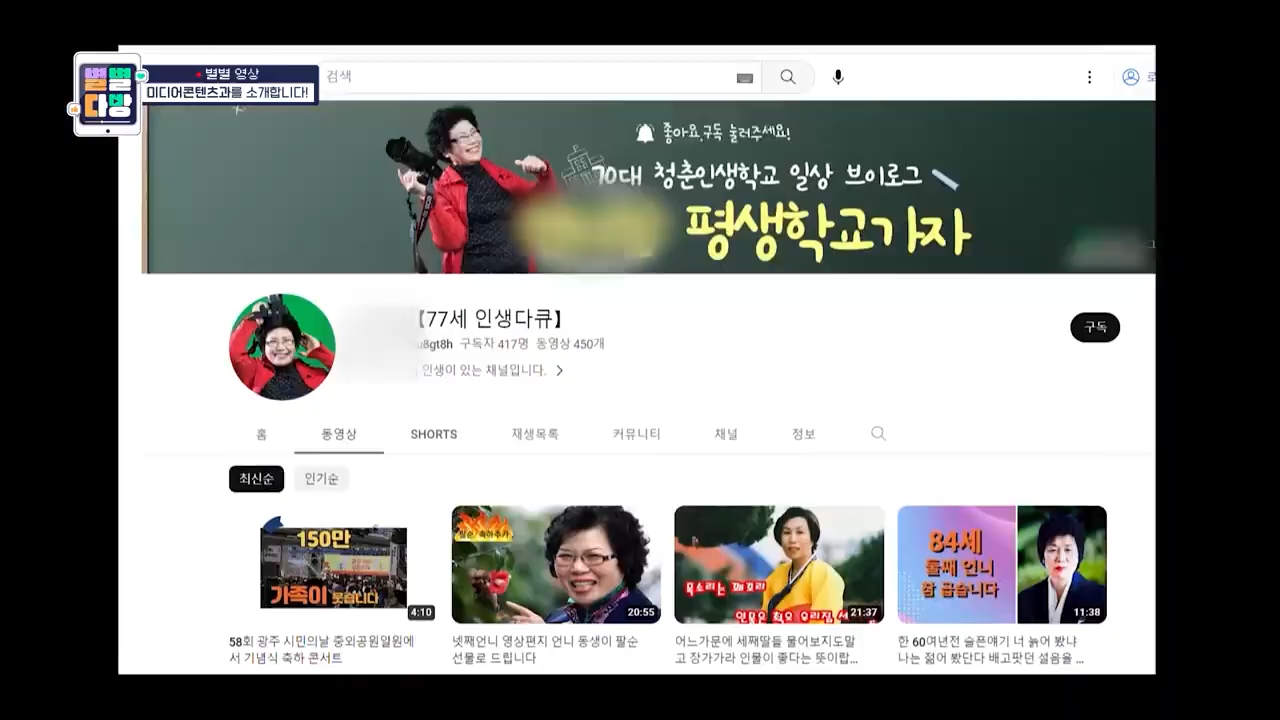 별별
다방
별별 영상
미디어콘텐츠과를 소개합니다!
검색
로
좋아요,구독 눌러주세요!
70대 청춘인생학교 일상 브이로그
평생학교가자
【77세 인생다큐】
u8gt8h 구독자 417명 동영상 450개
인생이 있는 채널입니다.
구독
홈 동영상 SHORTS 재생목록 커뮤니티 채널 정보
최신순 인기순
150만
가족이 웃습니다
4:10
58회 광주 시민의날 중외공원일원에
서 기념식 축하 콘서트
팔순 축하추카
20:55
넷째언니 영상편지 언니 동생이 팔순
선물로 드립니다
목소리는 꾀꼬리
21:37
어느가문에 세째딸들 물어보지도말
고 장가가라 인물이 좋다는 뜻이랍...
84세
둘째 언니
참 곱습니다
11:38
한 60여년전 슬픈얘기 너 늙어 봤냐
나는 젊어 봤단다 배고팟던 설음을 ...